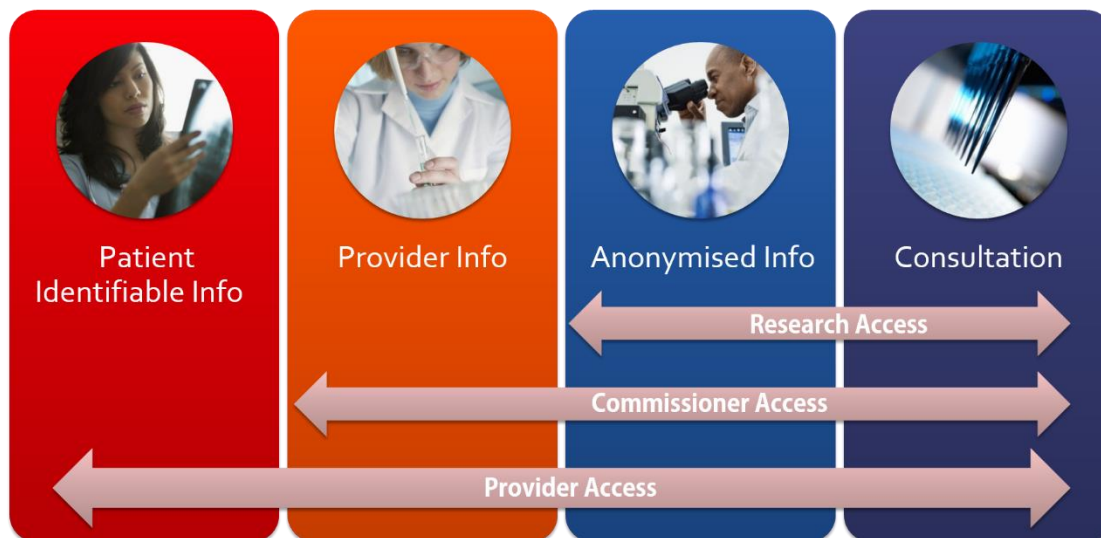 Patient
Identifiable Info
Provider Info
Anonymised Info
Consultation
Research Access
Commissioner Access
Provider Access